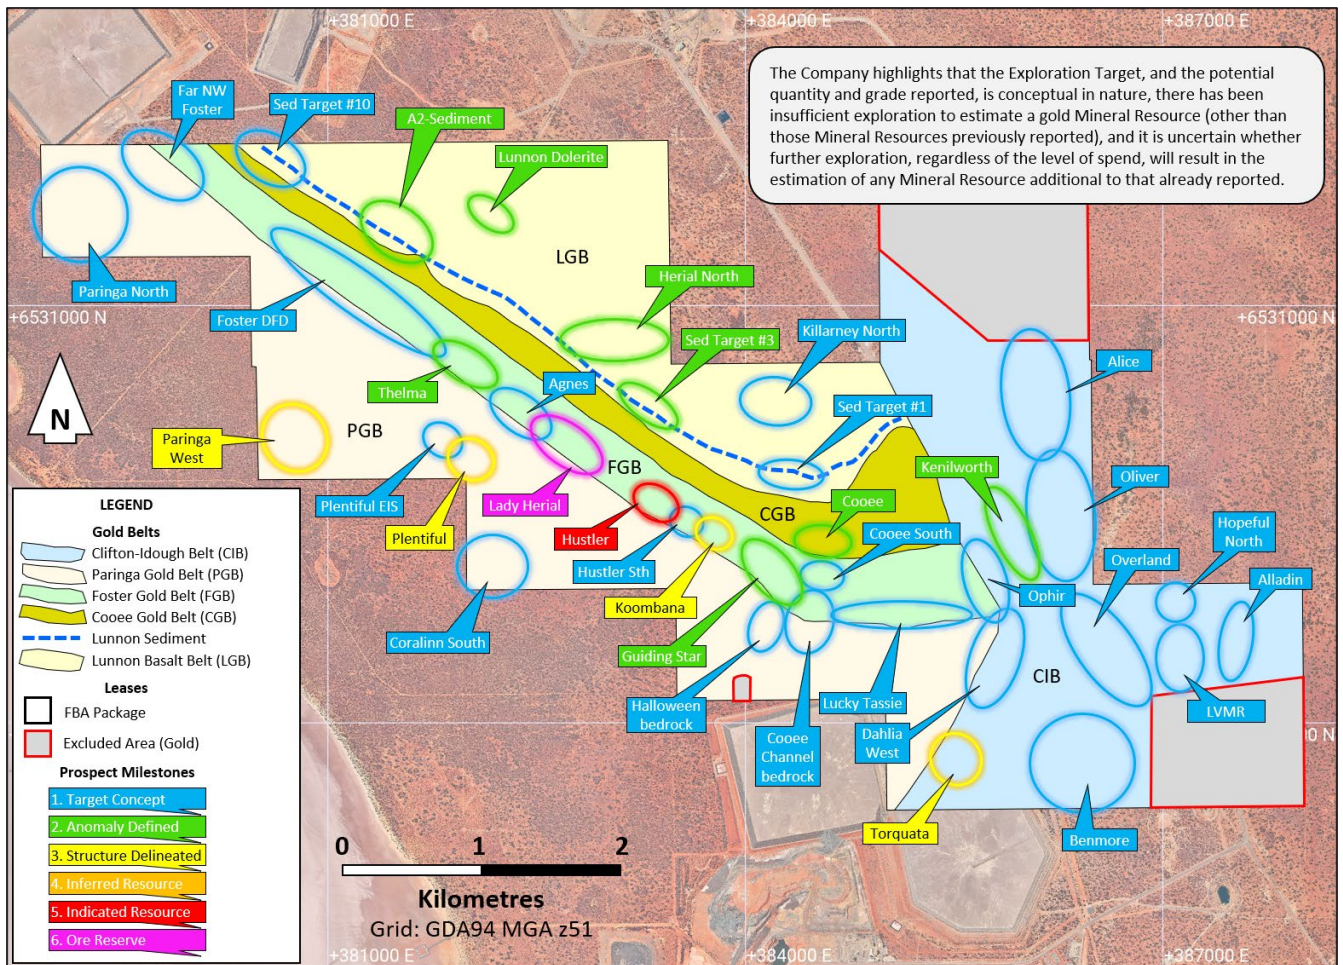 +381000 E
+384000 E
+387000 E
The Company highlights that the Exploration Target, and the potential
quantity and grade reported, is conceptual in nature, there has been
insufficient exploration to estimate a gold Mineral Resource (other than
those Mineral Resources previously reported), and it is uncertain whether
further exploration, regardless of the level of spend, will result in the
estimation of any Mineral Resource additional to that already reported.
Far NW
Foster
Sed Target #10
A2-Sediment
Lunnon Dolerite
LGB
Paringa North
Foster DFD
Herial North
+6531000 N
+6531000 N
Sed Target #3
Killarney North
Alice
Thelma
Agnes
Sed Target #1
N
Paringa
West
PGB
FGB
Kenilworth
Oliver
Plentiful EIS
Lady Herial
Plentiful
Hustler
CGB
Cooee
Cooee South
Hopeful
North
Overland
Alladin
Hustler Sth
Koombana
Ophir
Coralinn South
Guiding Star
CIB
Halloween
bedrock
Lucky Tassie
LVMR
Cooee
Channel
bedrock
Dahlia
West
00 N
Torquata
Benmore
LEGEND
Gold Belts
Clifton-Idough Belt (CIB)
Paringa Gold Belt (PGB)
Foster Gold Belt (FGB)
Cooee Gold Belt (CGB)
Lunnon Sediment
Lunnon Basalt Belt (LGB)
Leases
FBA Package
Excluded Area (Gold)
Prospect Milestones
1. Target Concept
2. Anomaly Defined
3. Structure Delineated
4. Inferred Resource
5. Indicated Resource
6. Ore Reserve
0 1 2
Kilometres
Grid: GDA94 MGA z51
+381000 E
+384000 E
+387000 E